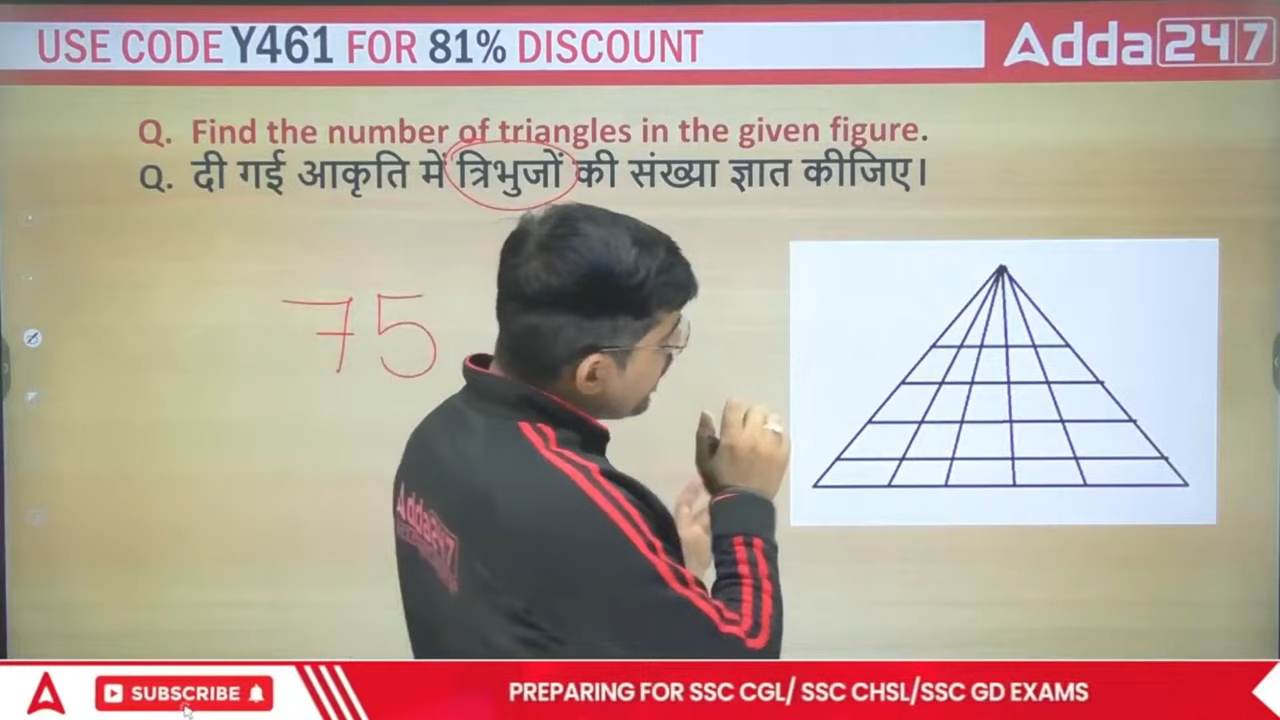 USE CODE Y461 FOR 81% DISCOUNT
Adda247
Q. Find the number of triangles in the given figure.
Q. दी गई आकृति में त्रिभुजों की संख्या ज्ञात कीजिए।
75
Adda247
SUBSCRIBE
PREPARING FOR SSC CGL/ SSC CHSL/SSC GD EXAMS